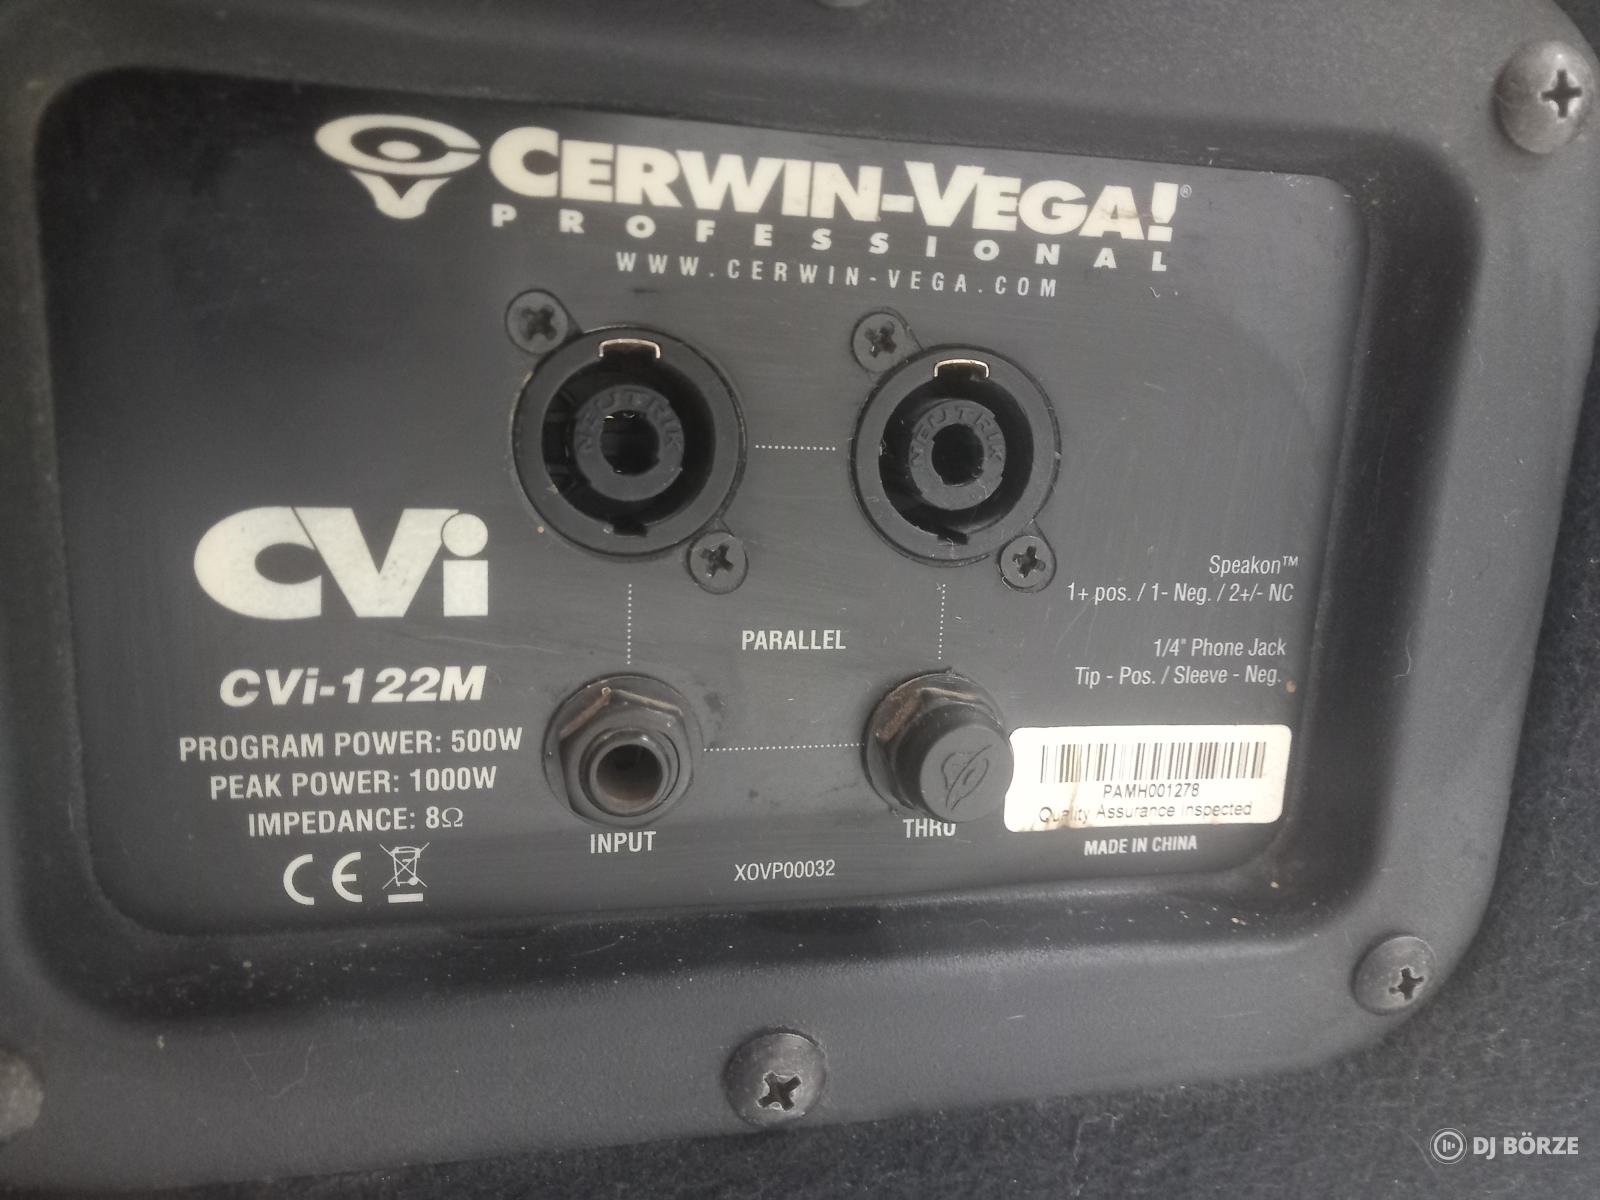 CERWIN-VEGA!®
PROFESSIONAL
WWW.CERWIN-VEGA.COM
NEUTRIK
NEUTRIK
CVi
CVi-122M
PROGRAM POWER: 500W
PEAK POWER: 1000W
IMPEDANCE: 8Ω
CE
PARALLEL
INPUT
THRU
XOVP00032
Speakon™
1+ pos. / 1- Neg. / 2+/- NC
1/4" Phone Jack
Tip - Pos. / Sleeve - Neg.
PAMH001278
Quality Assurance Inspected
MADE IN CHINA
DJ BÖRZE